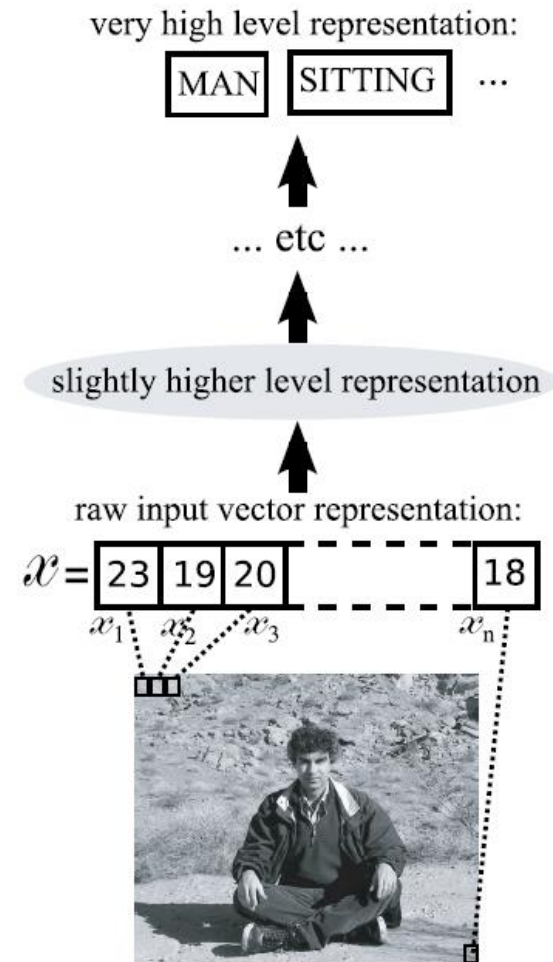 very high level representation:
MAN SITTING ...
... etc ...
slightly higher level representation
raw input vector representation:
x = 23 19 20 18
x1 x2 x3 xn